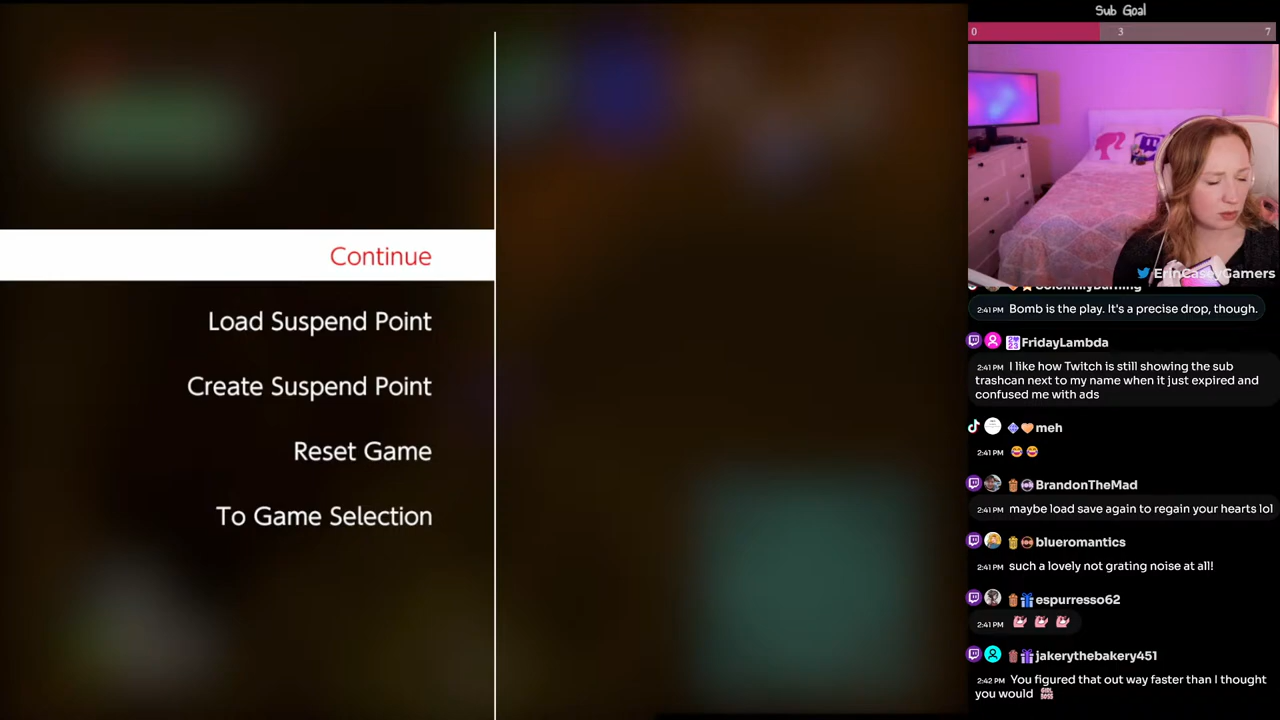 Sub Goal
0 3 7
Continue
Load Suspend Point
Create Suspend Point
Reset Game
To Game Selection
ErinCaseyGamers
2:41 PM Bomb is the play. It's a precise drop, though.
FridayLambda
2:41 PM I like how Twitch is still showing the sub
trashcan next to my name when it just expired and
confused me with ads
meh
2:41 PM
BrandonTheMad
2:41 PM maybe load save again to regain your hearts lol
blueromantics
2:41 PM such a lovely not grating noise at all!
espurresso62
2:41 PM
jakerythebakery451
2:42 PM You figured that out way faster than I thought
you would